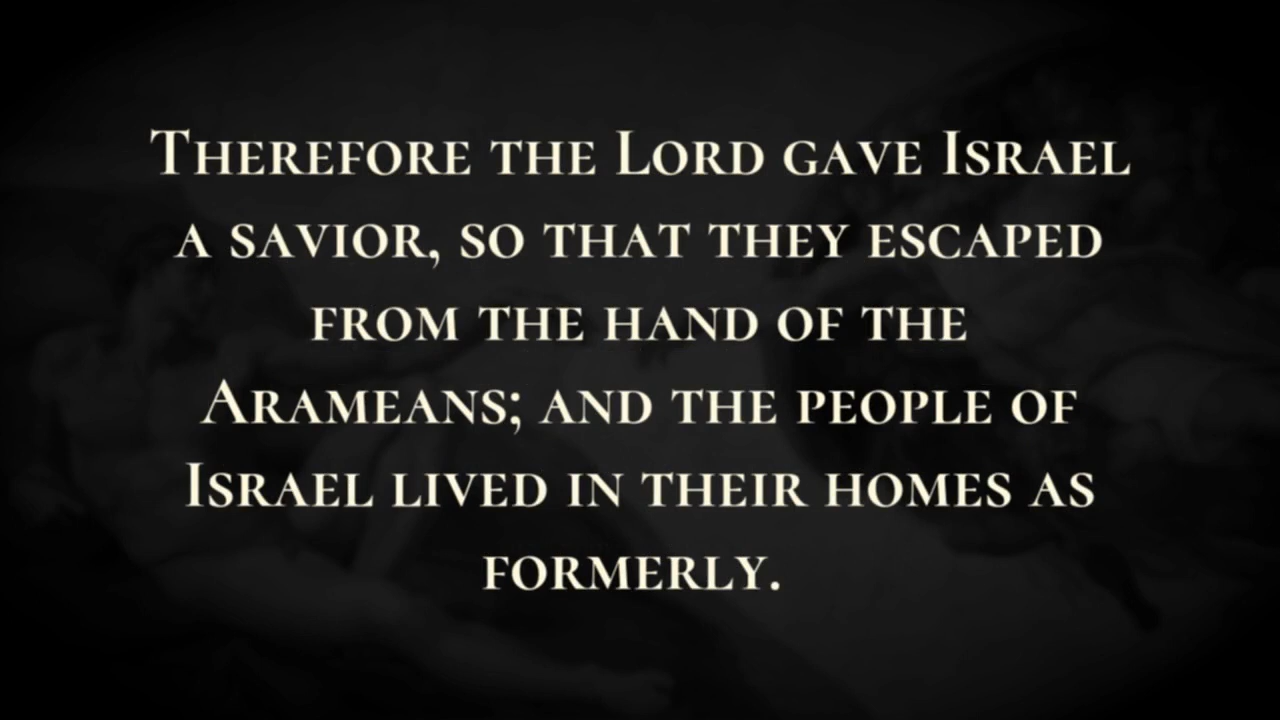 Therefore the Lord gave Israel
a savior, so that they escaped
from the hand of the
Arameans; and the people of
Israel lived in their homes as
formerly.